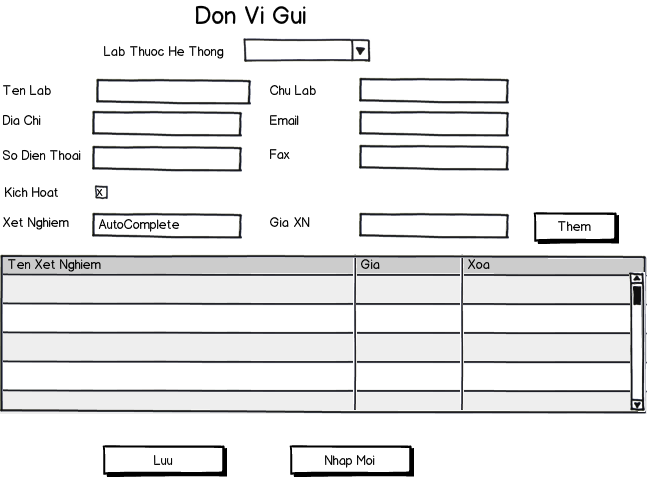 Don Vi Gui
Lab Thuoc He Thong
Ten Lab
Chu Lab
Dia Chi
Email
So Dien Thoai
Fax
Kich Hoat X
Xet Nghiem AutoComplete Gia XN Them
Ten Xet Nghiem Gia Xoa
Luu Nhap Moi